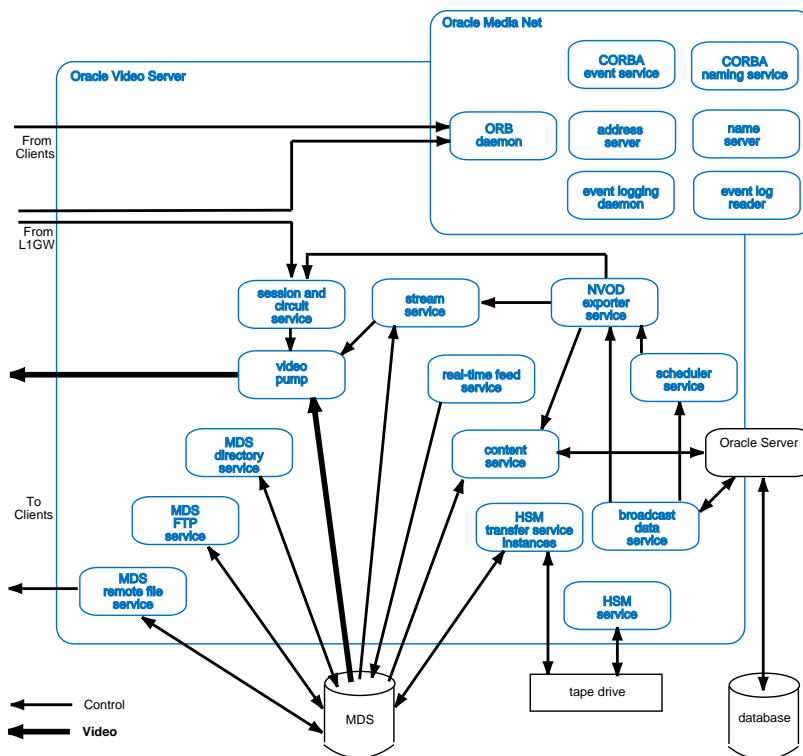 Oracle Media Net
Oracle Video Server
CORBA
event service
CORBA
naming service
ORB
daemon
address
server
name
server
event logging
daemon
event log
reader
From
Clients
From
L1GW
session and
circuit
service
stream
service
NVOD
exporter
service
video
pump
real-time feed
service
scheduler
service
MDS
directory
service
content
service
Oracle Server
To
Clients
MDS
FTP
service
HSM
transfer service
instances
broadcast
data
service
MDS
remote file
service
HSM
service
Control
Video
MDS
tape drive
database